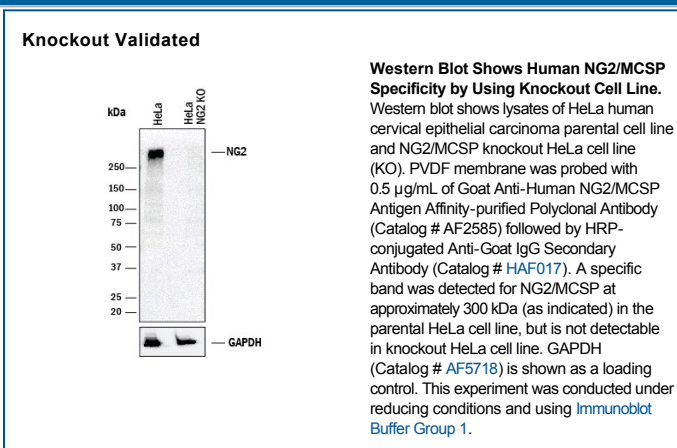 Knockout Validated
kDa
HeLa
HeLa
NG2 KO
NG2
250
150
100
75
50
37
25
20
GAPDH
Western Blot Shows Human NG2/MCSP
Specificity by Using Knockout Cell Line.
Western blot shows lysates of HeLa human
cervical epithelial carcinoma parental cell line
and NG2/MCSP knockout HeLa cell line
(KO). PVDF membrane was probed with
0.5 µg/mL of Goat Anti-Human NG2/MCSP
Antigen Affinity-purified Polyclonal Antibody
(Catalog # AF2585) followed by HRP-
conjugated Anti-Goat IgG Secondary
Antibody (Catalog # HAF017). A specific
band was detected for NG2/MCSP at
approximately 300 kDa (as indicated) in the
parental HeLa cell line, but is not detectable
in knockout HeLa cell line. GAPDH
(Catalog # AF5718) is shown as a loading
control. This experiment was conducted under
reducing conditions and using Immunoblot
Buffer Group 1.